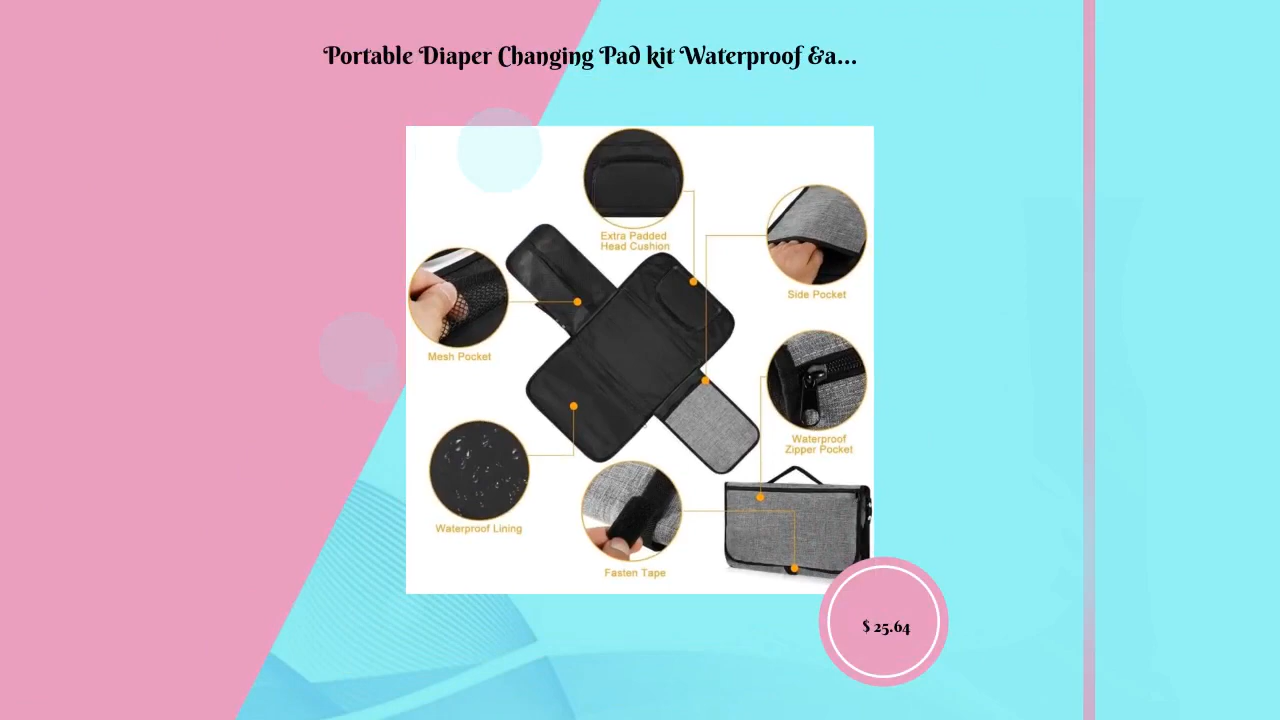 Portable Diaper Changing Pad kit Waterproof &a...
Extra Padded
Head Cushion
Side Pocket
Mesh Pocket
Waterproof
Zipper Pocket
Waterproof Lining
Fasten Tape
$ 25.64